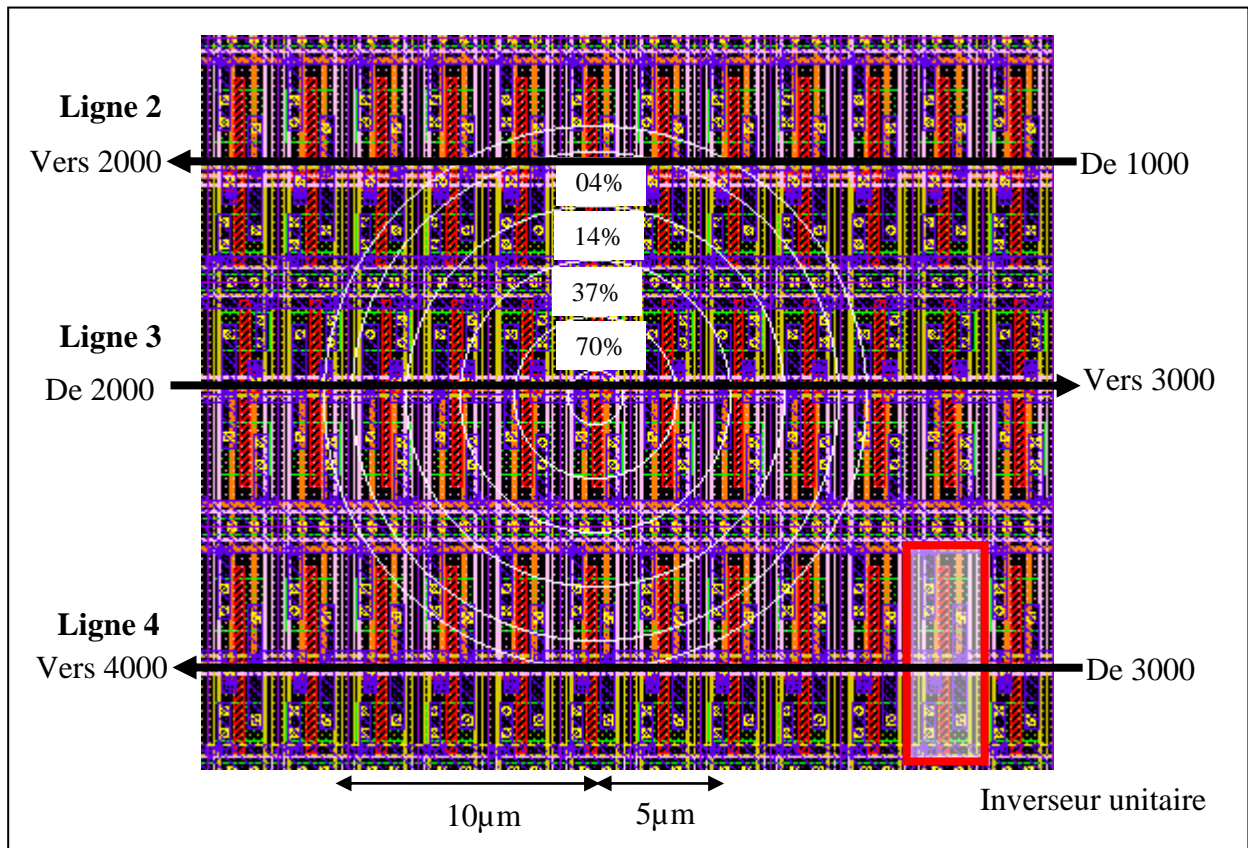 Ligne 2
Vers 2000
De 1000
04%
14%
37%
70%
Ligne 3
De 2000
Vers 3000
Ligne 4
Vers 4000
De 3000
10µm
5µm
Inverseur unitaire